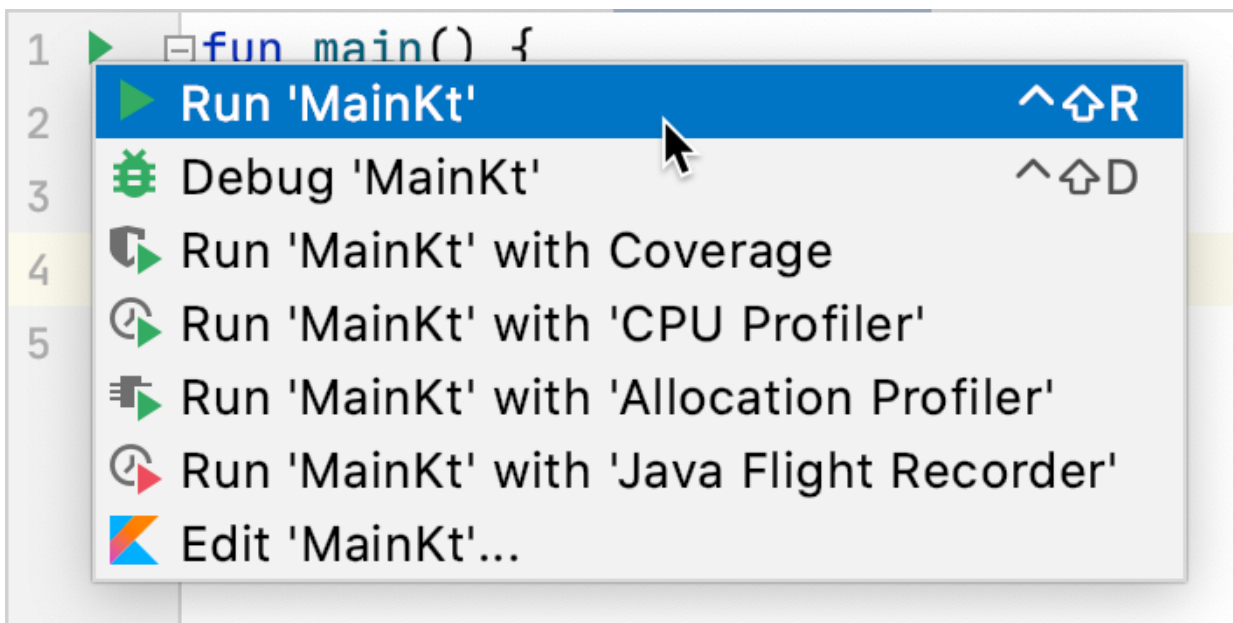 1 fun main() {
Run 'MainKt' ^⇧R
2
Debug 'MainKt' ^⇧D
3
Run 'MainKt' with Coverage
4
Run 'MainKt' with 'CPU Profiler'
5
Run 'MainKt' with 'Allocation Profiler'
Run 'MainKt' with 'Java Flight Recorder'
Edit 'MainKt'...